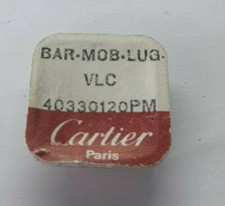 BAR-MOB-LUG-
VLC
40330120PM
Cartier
Paris